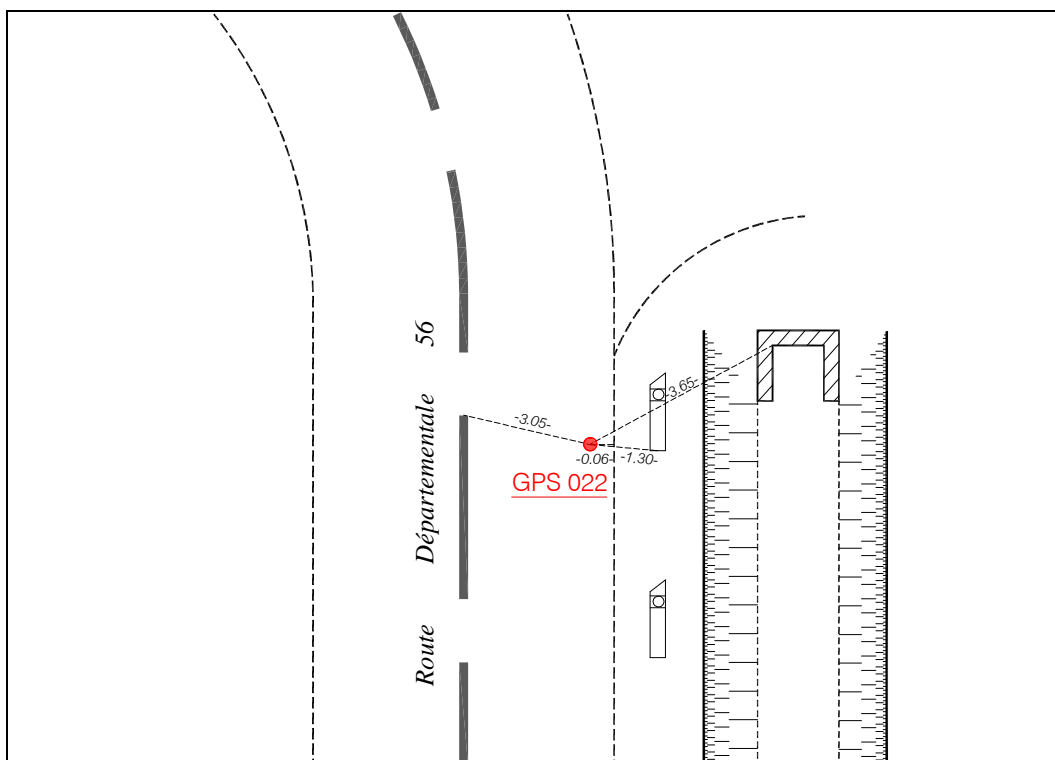 Route Départementale 56
-3.05-
-3.65-
-0.06-
-1.30-
GPS 022